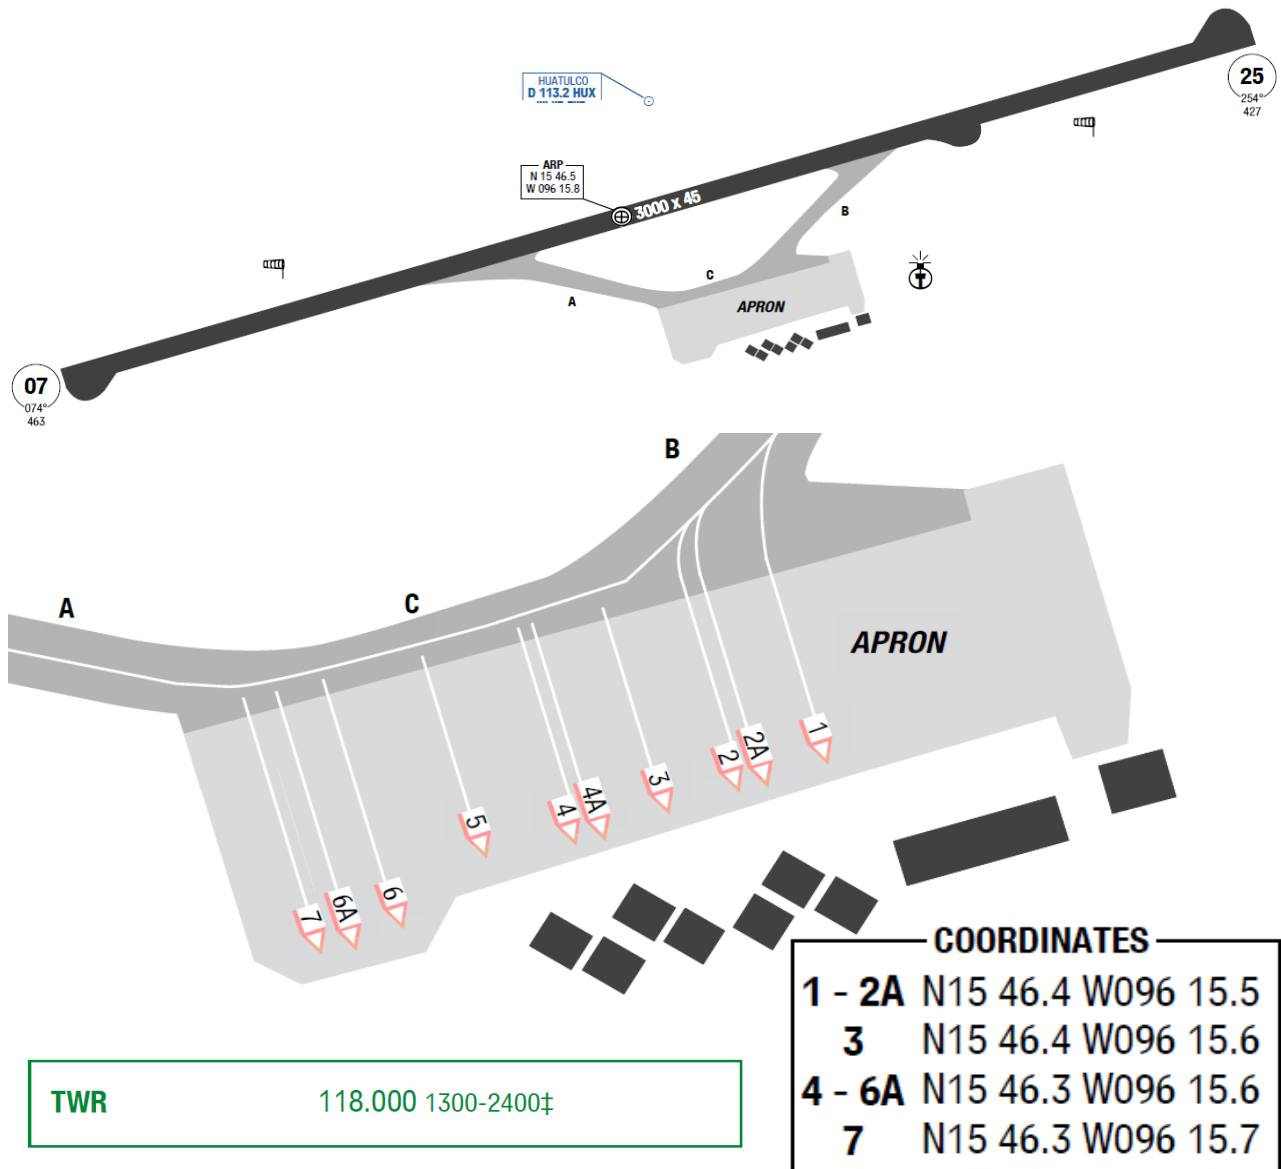 25
254°
427
HUATULCO
D 113.2 HUX
ARP
N 15 46.5
W 096 15.8
3000 x 45
B
C
A
APRON
07
074°
463
B
A
C
APRON
1
2A
2
3
4A
4
5
6
6A
7
COORDINATES
1 - 2A N15 46.4 W096 15.5
3 N15 46.4 W096 15.6
4 - 6A N15 46.3 W096 15.6
7 N15 46.3 W096 15.7
TWR 118.000 1300-2400‡